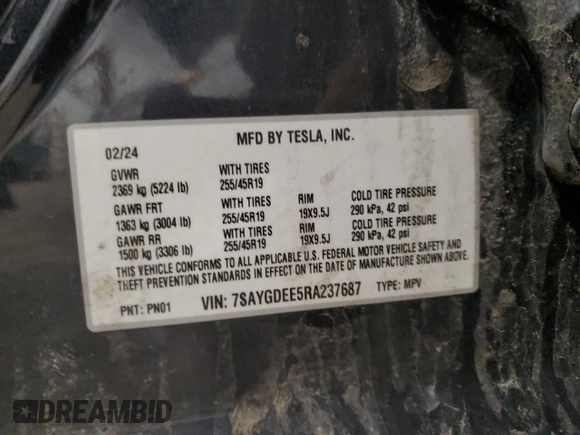 MFD BY TESLA, INC.
02/24
GVWR WITH TIRES
2369 kg (5224 lb) 255/45R19
GAWR FRT WITH TIRES RIM COLD TIRE PRESSURE
1363 kg (3004 lb) 255/45R19 19X9.5J 290 kPa, 42 psi
GAWR RR WITH TIRES RIM COLD TIRE PRESSURE
1500 kg (3306 lb) 255/45R19 19X9.5J 290 kPa, 42 psi
THIS VEHICLE CONFORMS TO ALL APPLICABLE U.S. FEDERAL MOTOR VEHICLE SAFETY AND
THEFT PREVENTION STANDARDS IN EFFECT ON THE DATE OF MANUFACTURE SHOWN ABOVE.
PNT: PN01 VIN: 7SAYGDEE5RA237687 TYPE: MPV
DREAMBID